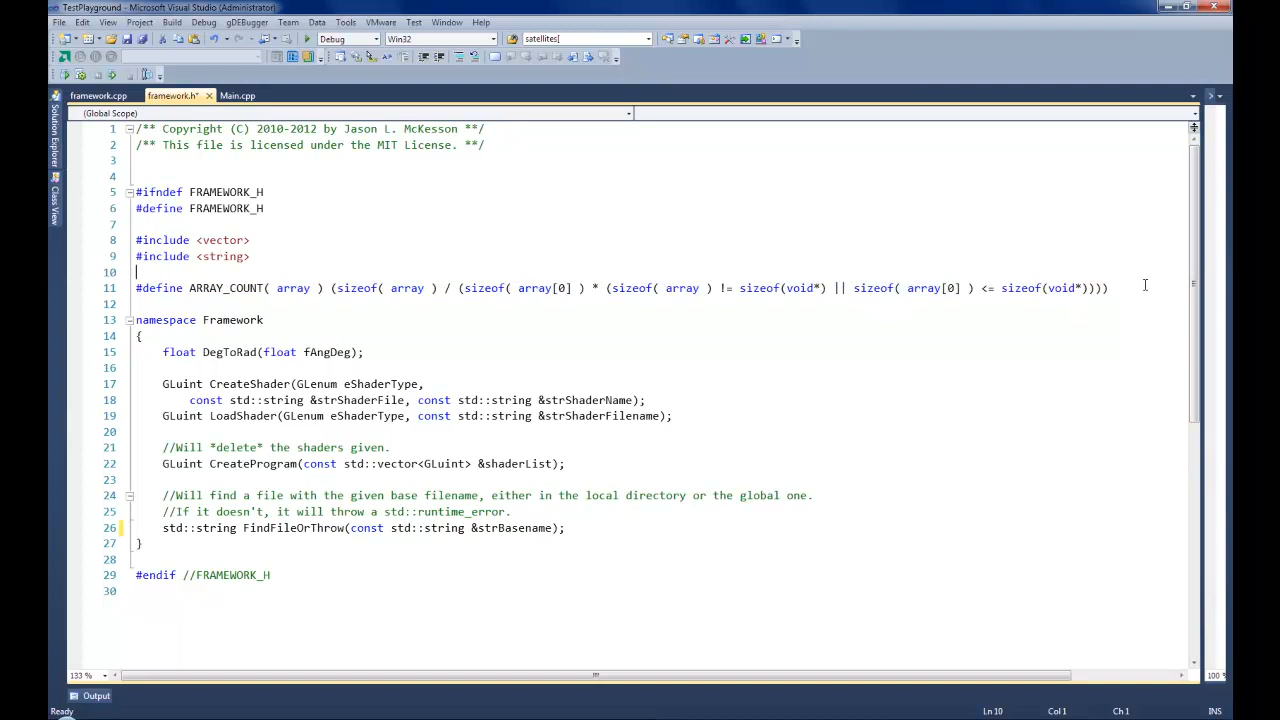 TestPlayground - Microsoft Visual Studio (Administrator)
File Edit View Project Build Debug gDEBugger Team Data Tools VMware Test Window Help
Debug Win32 satellites[
framework.cpp framework.h* Main.cpp
(Global Scope)
Solution Explorer
Class View
1 /** Copyright (C) 2010-2012 by Jason L. McKesson **/
2 /** This file is licensed under the MIT License. **/
3
4
5 #ifndef FRAMEWORK_H
6 #define FRAMEWORK_H
7
8 #include <vector>
9 #include <string>
10
11 #define ARRAY_COUNT( array ) (sizeof( array ) / (sizeof( array[0] ) * (sizeof( array ) != sizeof(void*) || sizeof( array[0] ) <= sizeof(void*))))
12
13 namespace Framework
14 {
15 float DegToRad(float fAngDeg);
16
17 GLuint CreateShader(GLenum eShaderType,
18 const std::string &strShaderFile, const std::string &strShaderName);
19 GLuint LoadShader(GLenum eShaderType, const std::string &strShaderFilename);
20
21 //Will *delete* the shaders given.
22 GLuint CreateProgram(const std::vector<GLuint> &shaderList);
23
24 //Will find a file with the given base filename, either in the local directory or the global one.
25 //If it doesn't, it will throw a std::runtime_error.
26 std::string FindFileOrThrow(const std::string &strBasename);
27 }
28
29 #endif //FRAMEWORK_H
30
133 % 100 %
Output
Ln 10 Col 1 Ch 1 INS